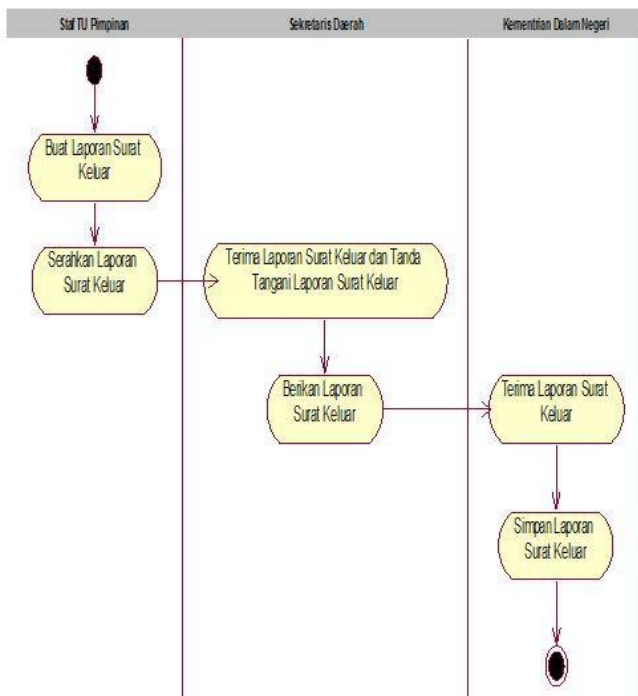 Staf TU Pimpinan
Sekretaris Daerah
Kementrian Dalam Negeri
Buat Laporan Surat
Keluar
Serahkan Laporan
Surat Keluar
Terima Laporan Surat Keluar dan Tanda
Tangani Laporan Surat Keluar
Berikan Laporan
Surat Keluar
Terima Laporan Surat
Keluar
Simpan Laporan
Surat Keluar